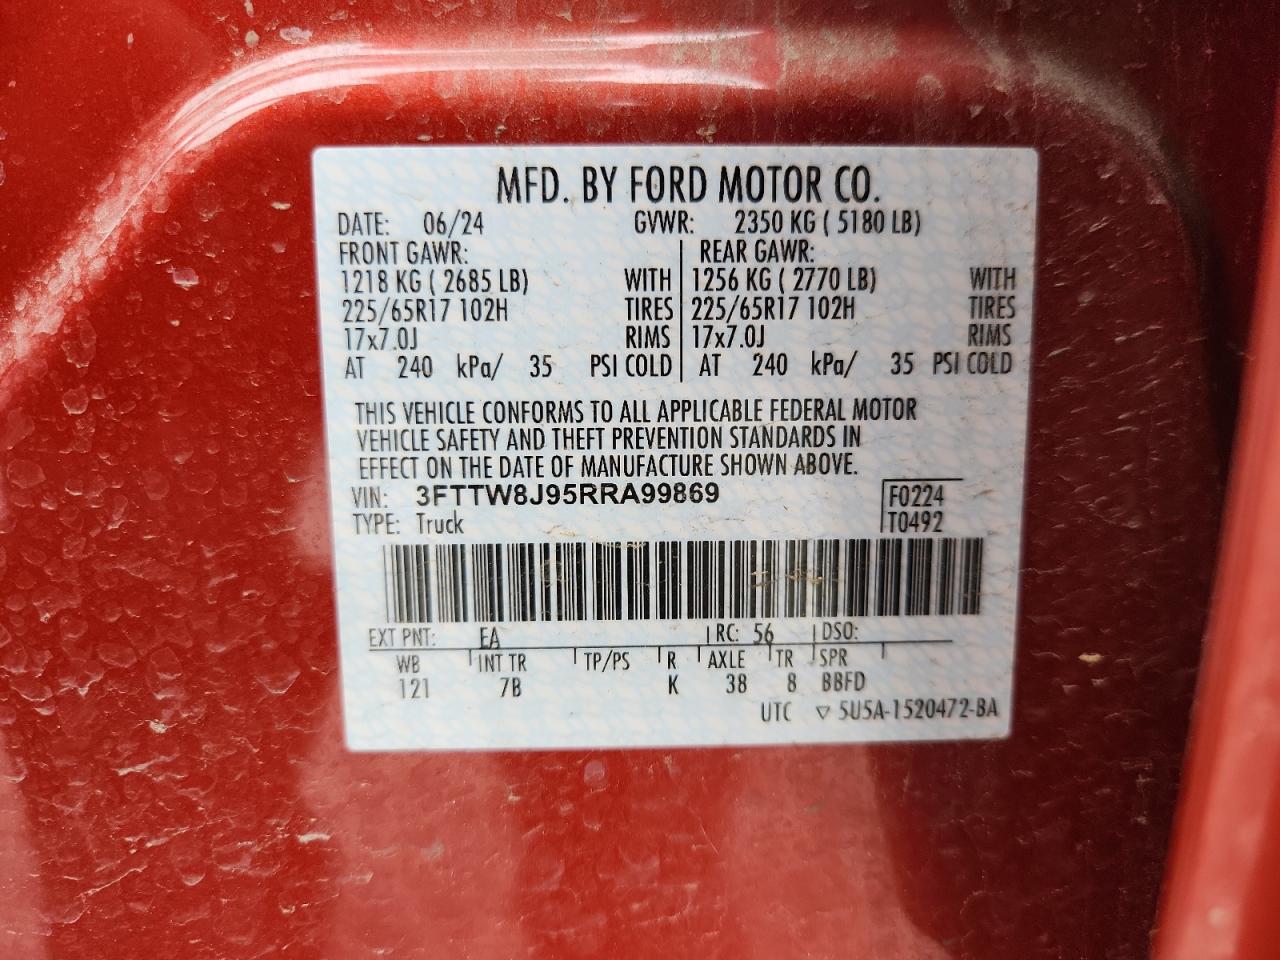 MFD. BY FORD MOTOR CO.
DATE: 06/24 GVWR: 2350 KG ( 5180 LB)
FRONT GAWR: REAR GAWR:
1218 KG ( 2685 LB) WITH 1256 KG ( 2770 LB) WITH
225/65R17 102H TIRES 225/65R17 102H TIRES
17x7.0J RIMS 17x7.0J RIMS
AT 240 kPa/ 35 PSI COLD AT 240 kPa/ 35 PSI COLD
THIS VEHICLE CONFORMS TO ALL APPLICABLE FEDERAL MOTOR
VEHICLE SAFETY AND THEFT PREVENTION STANDARDS IN
EFFECT ON THE DATE OF MANUFACTURE SHOWN ABOVE.
VIN: 3FTTW8J95RRA99869 F0224
TYPE: Truck T0492
EXT PNT: EA RC: 56 DSO:
WB INT TR TP/PS R AXLE TR SPR
121 7B K 38 8 BBFD
UTC ▽ 5U5A-1520472-BA